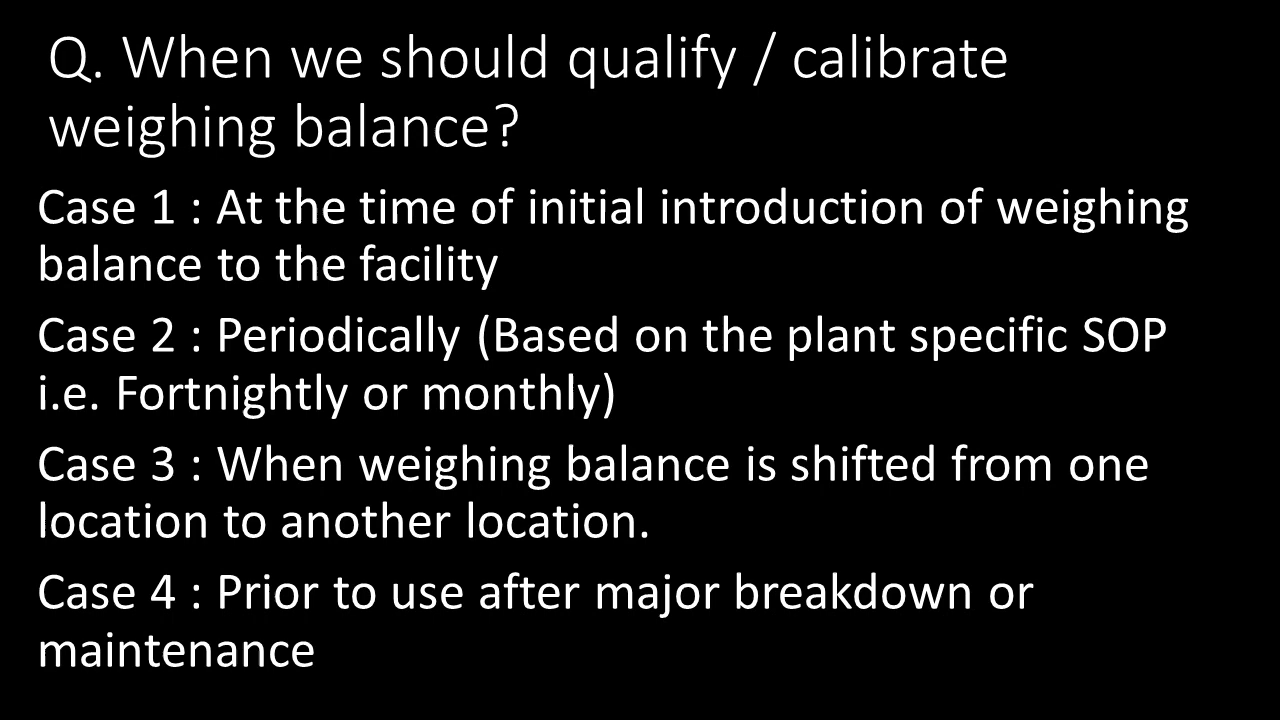 Q. When we should qualify / calibrate
weighing balance?
Case 1 : At the time of initial introduction of weighing
balance to the facility
Case 2 : Periodically (Based on the plant specific SOP
i.e. Fortnightly or monthly)
Case 3 : When weighing balance is shifted from one
location to another location.
Case 4 : Prior to use after major breakdown or
maintenance